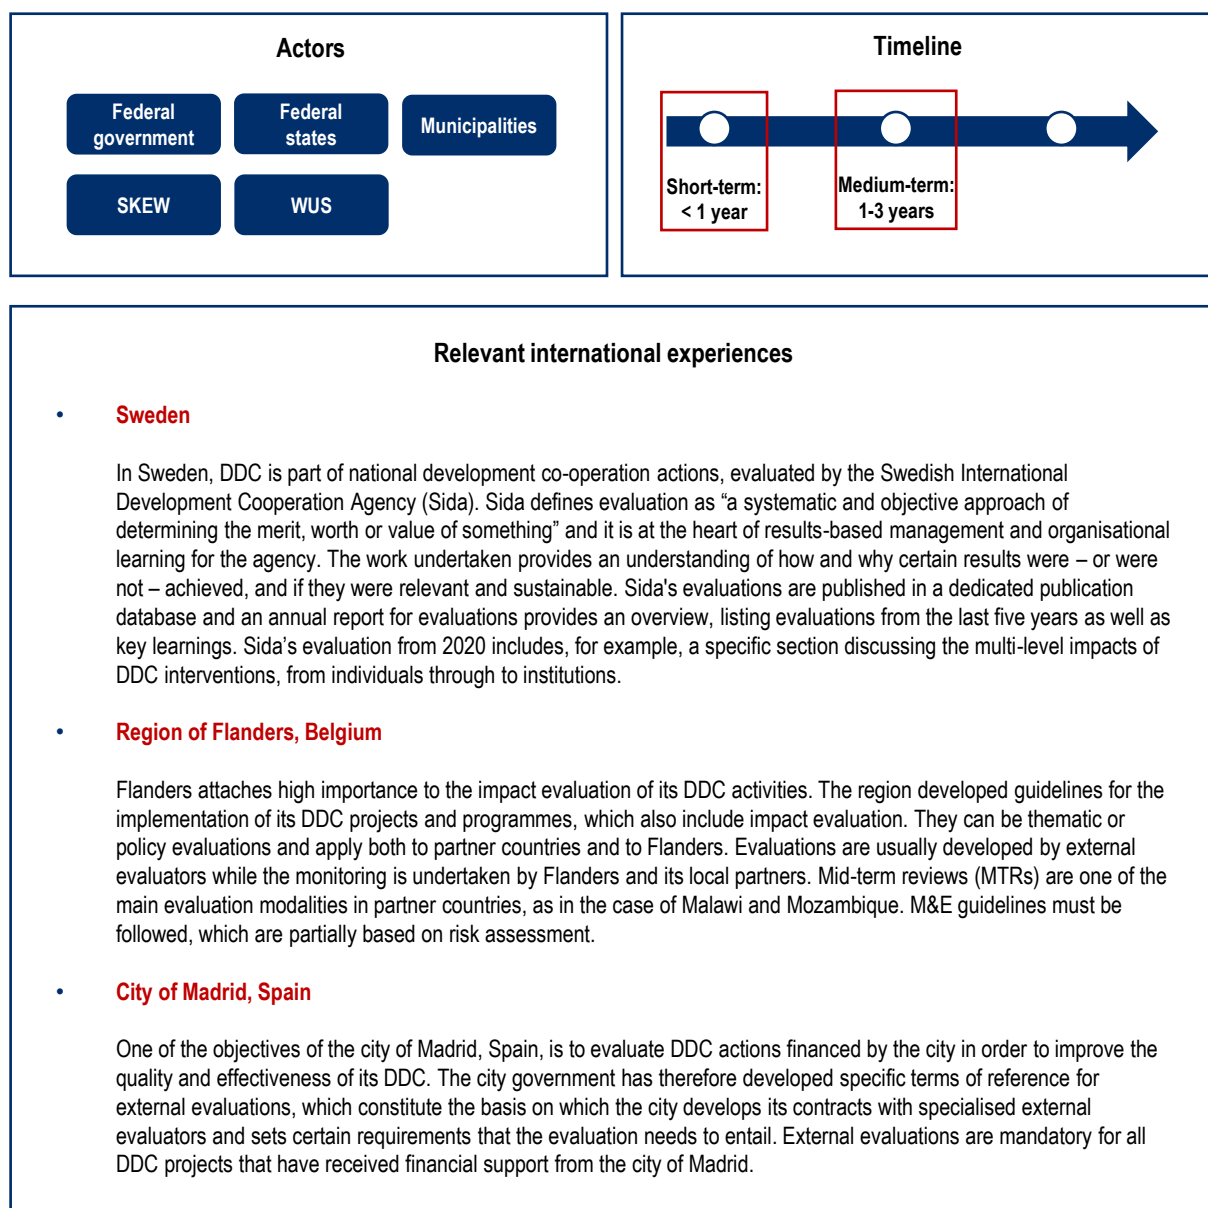 Actors
Federal
government
Federal
states
Municipalities
SKEW
WUS
Timeline
Short-term:
< 1 year
Medium-term:
1-3 years
Relevant international experiences
• Sweden
In Sweden, DDC is part of national development co-operation actions, evaluated by the Swedish International
Development Cooperation Agency (Sida). Sida defines evaluation as “a systematic and objective approach of
determining the merit, worth or value of something” and it is at the heart of results-based management and organisational
learning for the agency. The work undertaken provides an understanding of how and why certain results were – or were
not – achieved, and if they were relevant and sustainable. Sida's evaluations are published in a dedicated publication
database and an annual report for evaluations provides an overview, listing evaluations from the last five years as well as
key learnings. Sida’s evaluation from 2020 includes, for example, a specific section discussing the multi-level impacts of
DDC interventions, from individuals through to institutions.
• Region of Flanders, Belgium
Flanders attaches high importance to the impact evaluation of its DDC activities. The region developed guidelines for the
implementation of its DDC projects and programmes, which also include impact evaluation. They can be thematic or
policy evaluations and apply both to partner countries and to Flanders. Evaluations are usually developed by external
evaluators while the monitoring is undertaken by Flanders and its local partners. Mid-term reviews (MTRs) are one of the
main evaluation modalities in partner countries, as in the case of Malawi and Mozambique. M&E guidelines must be
followed, which are partially based on risk assessment.
• City of Madrid, Spain
One of the objectives of the city of Madrid, Spain, is to evaluate DDC actions financed by the city in order to improve the
quality and effectiveness of its DDC. The city government has therefore developed specific terms of reference for
external evaluations, which constitute the basis on which the city develops its contracts with specialised external
evaluators and sets certain requirements that the evaluation needs to entail. External evaluations are mandatory for all
DDC projects that have received financial support from the city of Madrid.